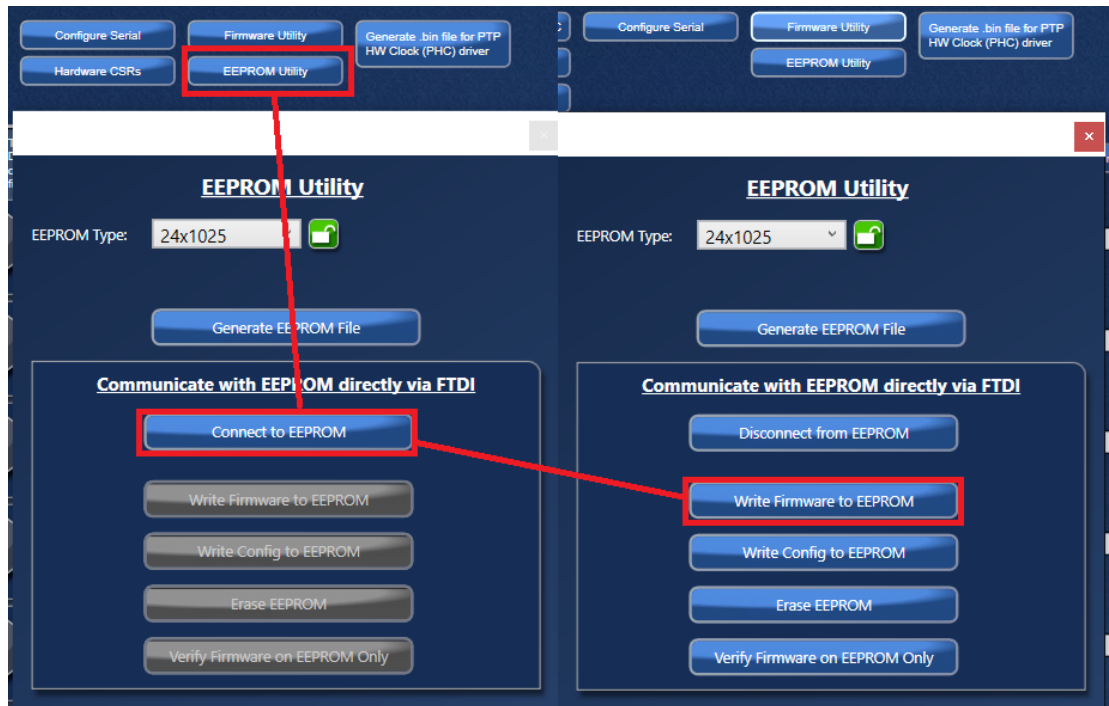 Configure Serial
Firmware Utility
Generate .bin file for PTP
HW Clock (PHC) driver
Hardware CSRs
EEPROM Utility
EEPROM Utility
EEPROM Type:
24x1025
Generate EEPROM File
Communicate with EEPROM directly via FTDI
Connect to EEPROM
Write Firmware to EEPROM
Write Config to EEPROM
Erase EEPROM
Verify Firmware on EEPROM Only
Configure Serial
Firmware Utility
Generate .bin file for PTP
HW Clock (PHC) driver
EEPROM Utility
EEPROM Utility
EEPROM Type:
24x1025
Generate EEPROM File
Communicate with EEPROM directly via FTDI
Disconnect from EEPROM
Write Firmware to EEPROM
Write Config to EEPROM
Erase EEPROM
Verify Firmware on EEPROM Only